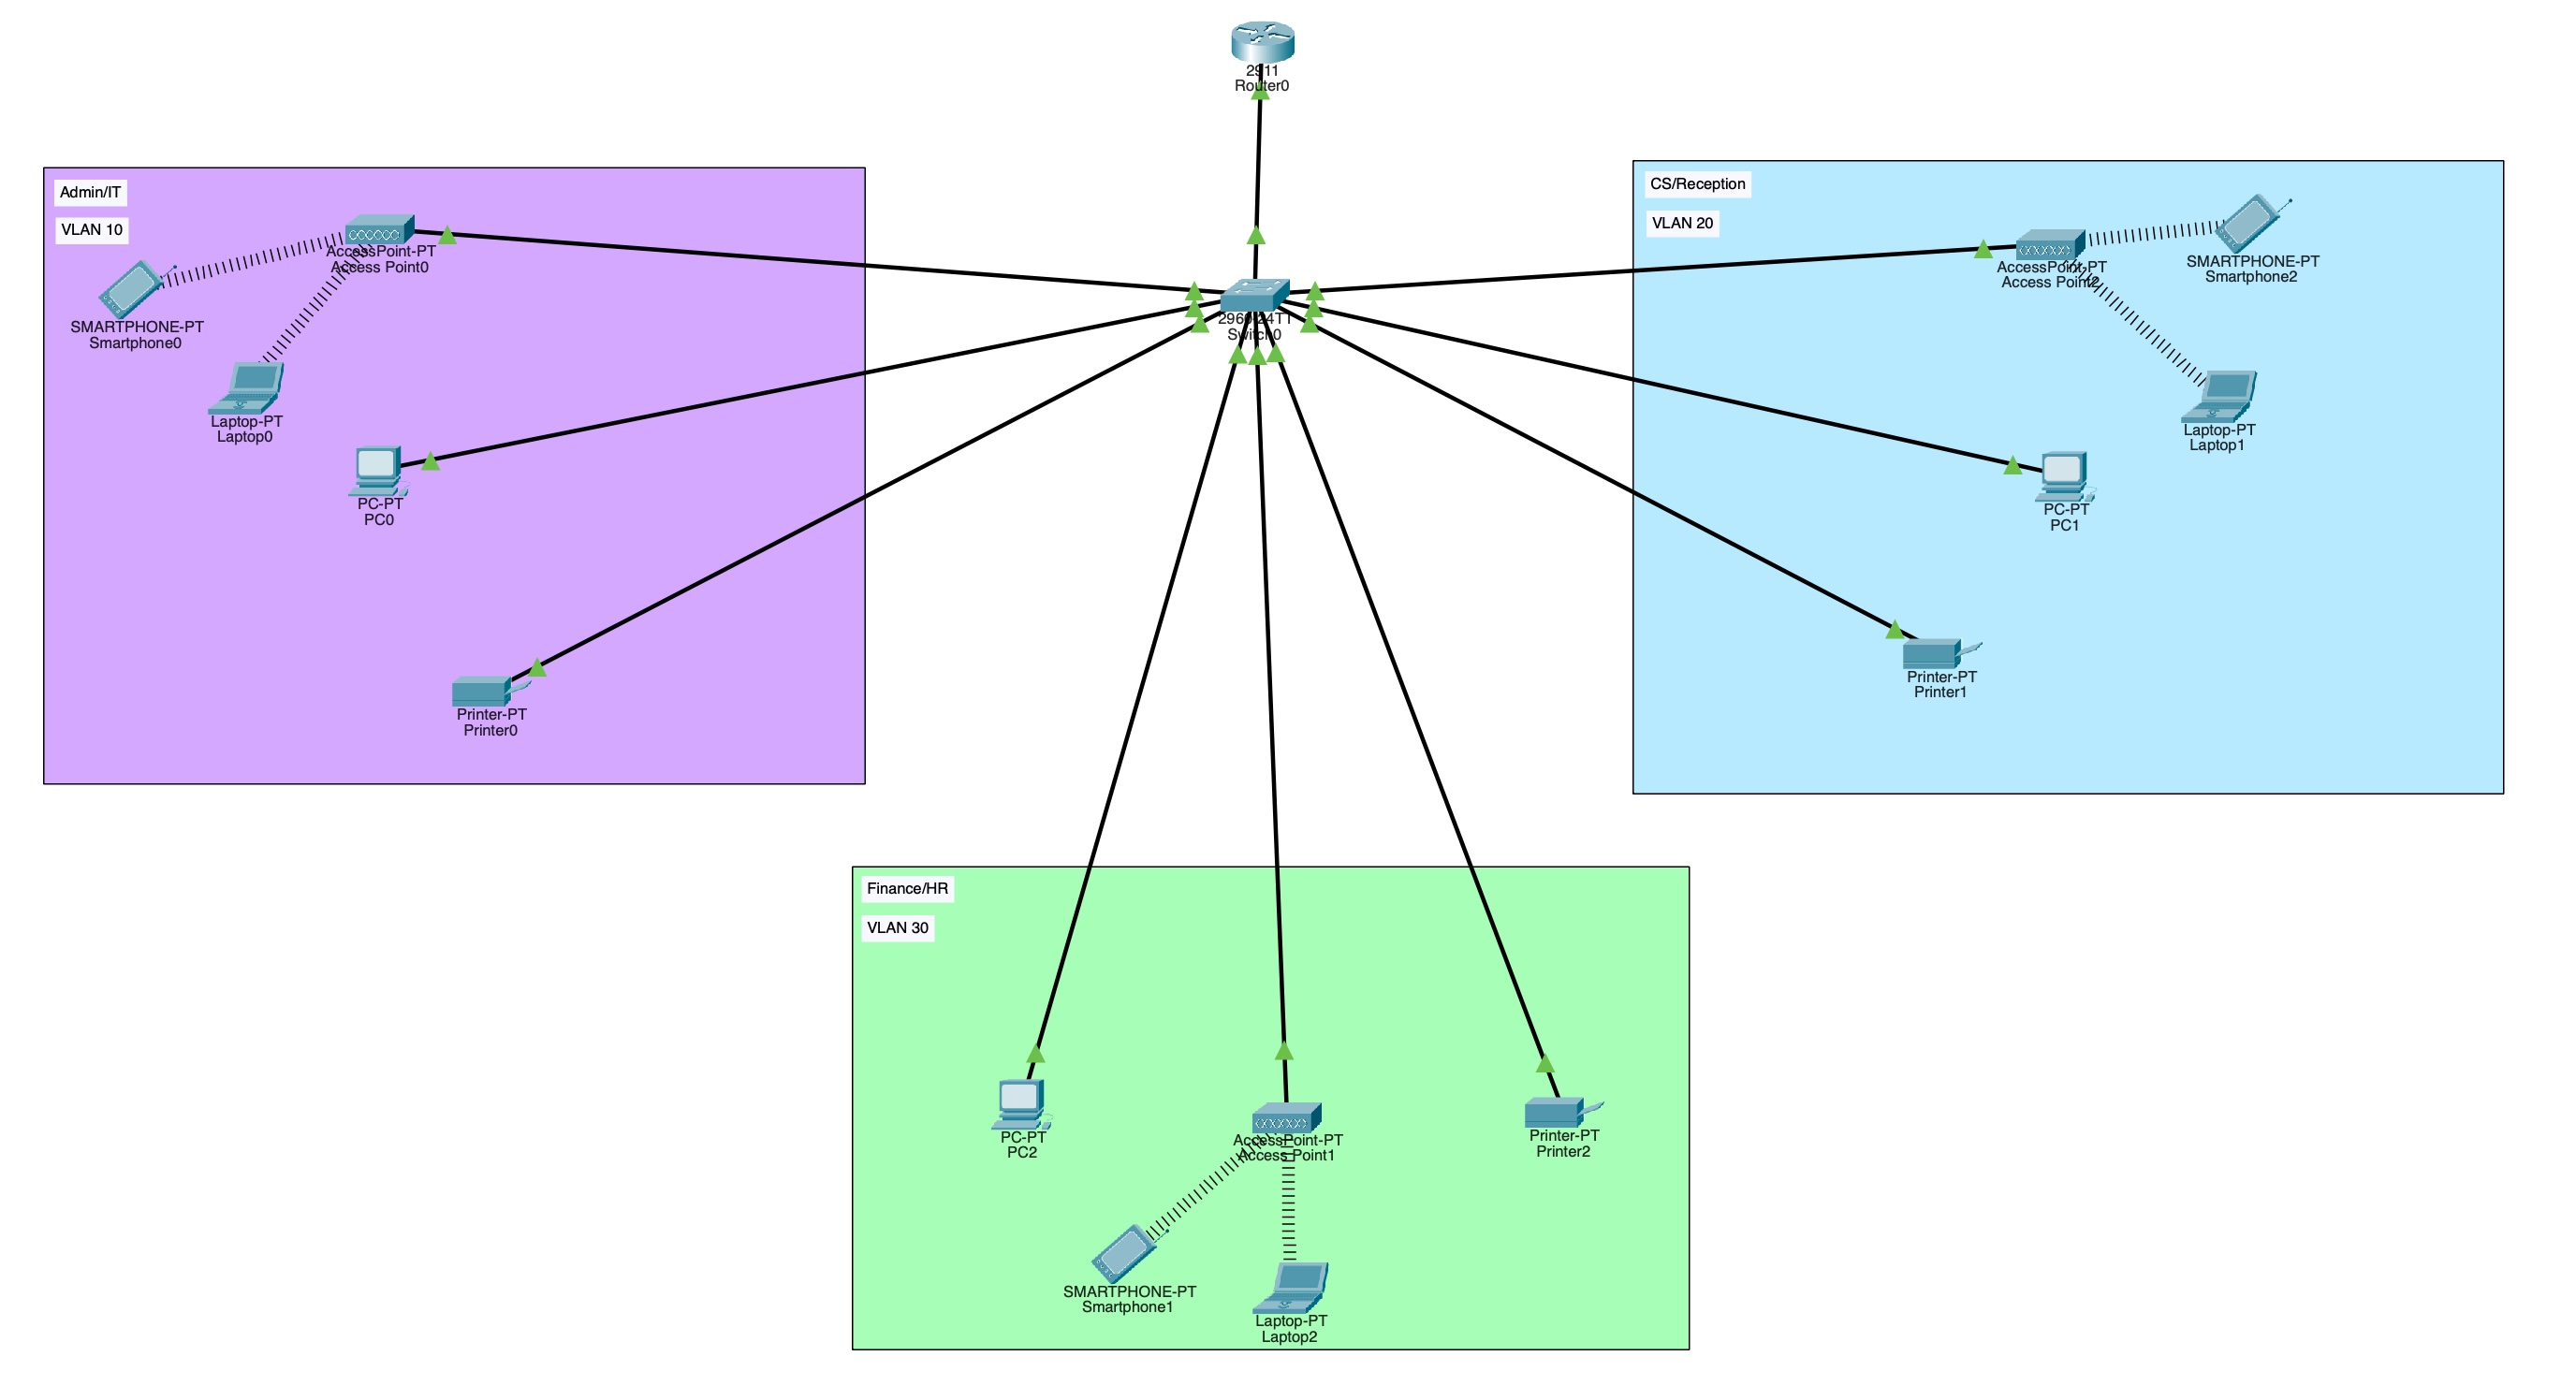 2911
Router0
Admin/IT
VLAN 10
AccessPoint-PT
Access Point0
SMARTPHONE-PT
Smartphone0
Laptop-PT
Laptop0
PC-PT
PC0
Printer-PT
Printer0
2960-24TT
Switch0
CS/Reception
VLAN 20
AccessPoint-PT
Access Point2
SMARTPHONE-PT
Smartphone2
Laptop-PT
Laptop1
PC-PT
PC1
Printer-PT
Printer1
Finance/HR
VLAN 30
PC-PT
PC2
AccessPoint-PT
Access Point1
Printer-PT
Printer2
SMARTPHONE-PT
Smartphone1
Laptop-PT
Laptop2